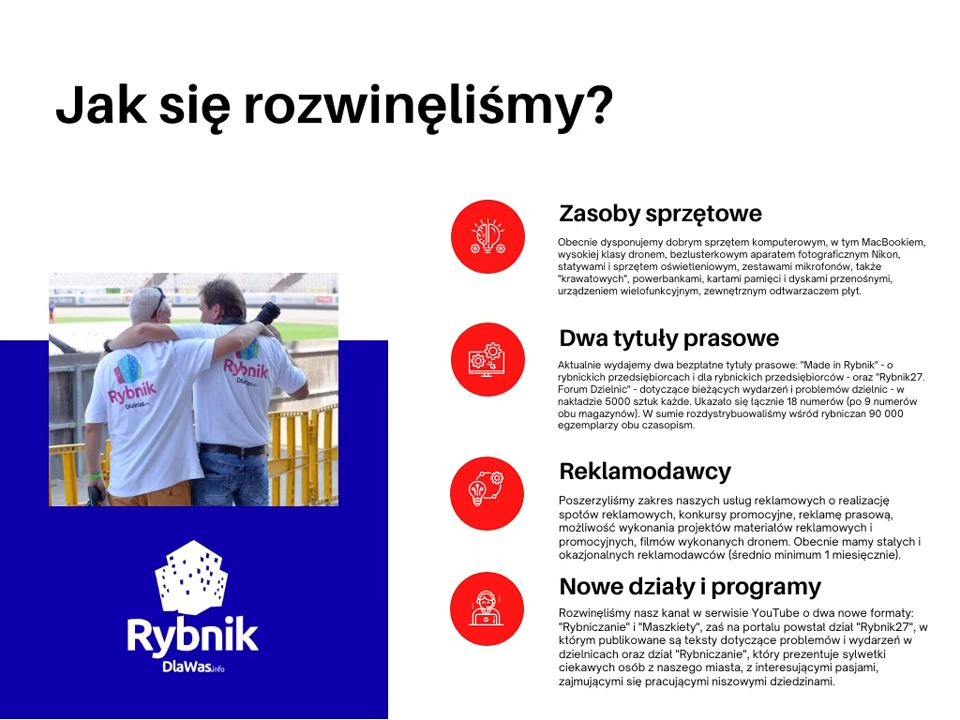 Jak się rozwinęliśmy?
Zasoby sprzętowe
Obecnie dysponujemy dobrym sprzętem komputerowym, w tym MacBookiem,
wysokiej klasy dronem, bezlusterkowym aparatem fotograficznym Nikon,
statywami i sprzętem oświetleniowym, zestawami mikrofonów, także
"krawatowych", powerbankami, kartami pamięci i dyskami przenośnymi,
urządzeniem wielofunkcyjnym, zewnętrznym odtwarzaczem płyt.
Dwa tytuły prasowe
Aktualnie wydajemy dwa bezpłatne tytuły prasowe: "Made in Rybnik" - o
rybnickich przedsiębiorcach i dla rybnickich przedsiębiorców - oraz "Rybnik27.
Forum Dzielnic" - dotyczące bieżących wydarzeń i problemów dzielnic - w
nakładzie 5000 sztuk każde. Ukazało się łącznie 18 numerów (po 9 numerów
obu magazynów). W sumie rozdystrybuowaliśmy wśród rybniczan 90 000
egzemplarzy obu czasopism.
Reklamodawcy
Poszerzyliśmy zakres naszych usług reklamowych o realizację
spotów reklamowych, konkursy promocyjne, reklamę prasową,
możliwość wykonania projektów materiałów reklamowych i
promocyjnych, filmów wykonanych dronem. Obecnie mamy stałych i
okazjonalnych reklamodawców (średnio minimum 1 miesięcznie).
Nowe działy i programy
Rozwinęliśmy nasz kanał w serwisie YouTube o dwa nowe formaty:
"Rybniczanie" i "Maszkiety", zaś na portalu powstał dział "Rybnik27", w
którym publikowane są teksty dotyczące problemów i wydarzeń w
dzielnicach oraz dział "Rybniczanie", który prezentuje sylwetki
ciekawych osób z naszego miasta, z interesującymi pasjami,
zajmującymi się pracującymi niszowymi dziedzinami.
Rybnik
DlaWas.info
Rybnik
DlaWas
Rybnik
DlaWas.info